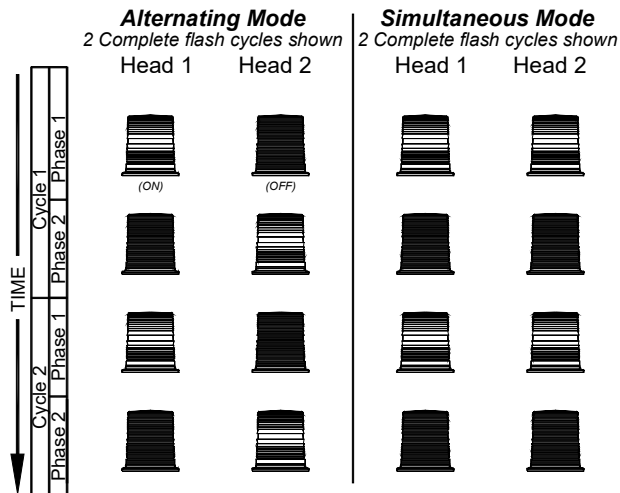 Alternating Mode
2 Complete flash cycles shown
Head 1 Head 2
Simultaneous Mode
2 Complete flash cycles shown
Head 1 Head 2
TIME
Cycle 1
Phase 1
(ON) (OFF)
Phase 2
Cycle 2
Phase 1
Phase 2